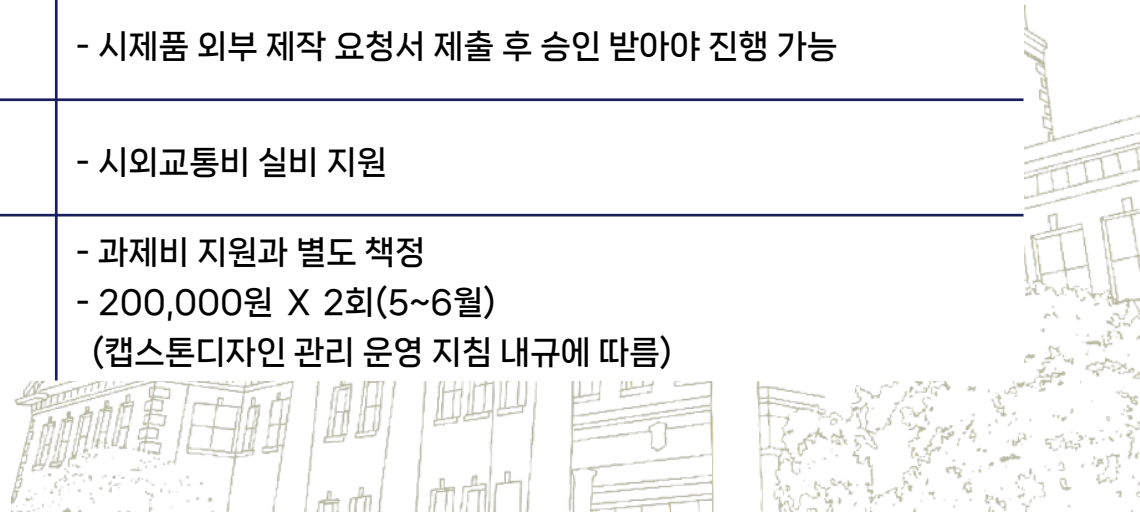 - 시제품 외부 제작 요청서 제출 후 승인 받아야 진행 가능
- 시외교통비 실비 지원
- 과제비 지원과 별도 책정
- 200,000원 X 2회(5~6월)
(캡스톤디자인 관리 운영 지침 내규에 따름)